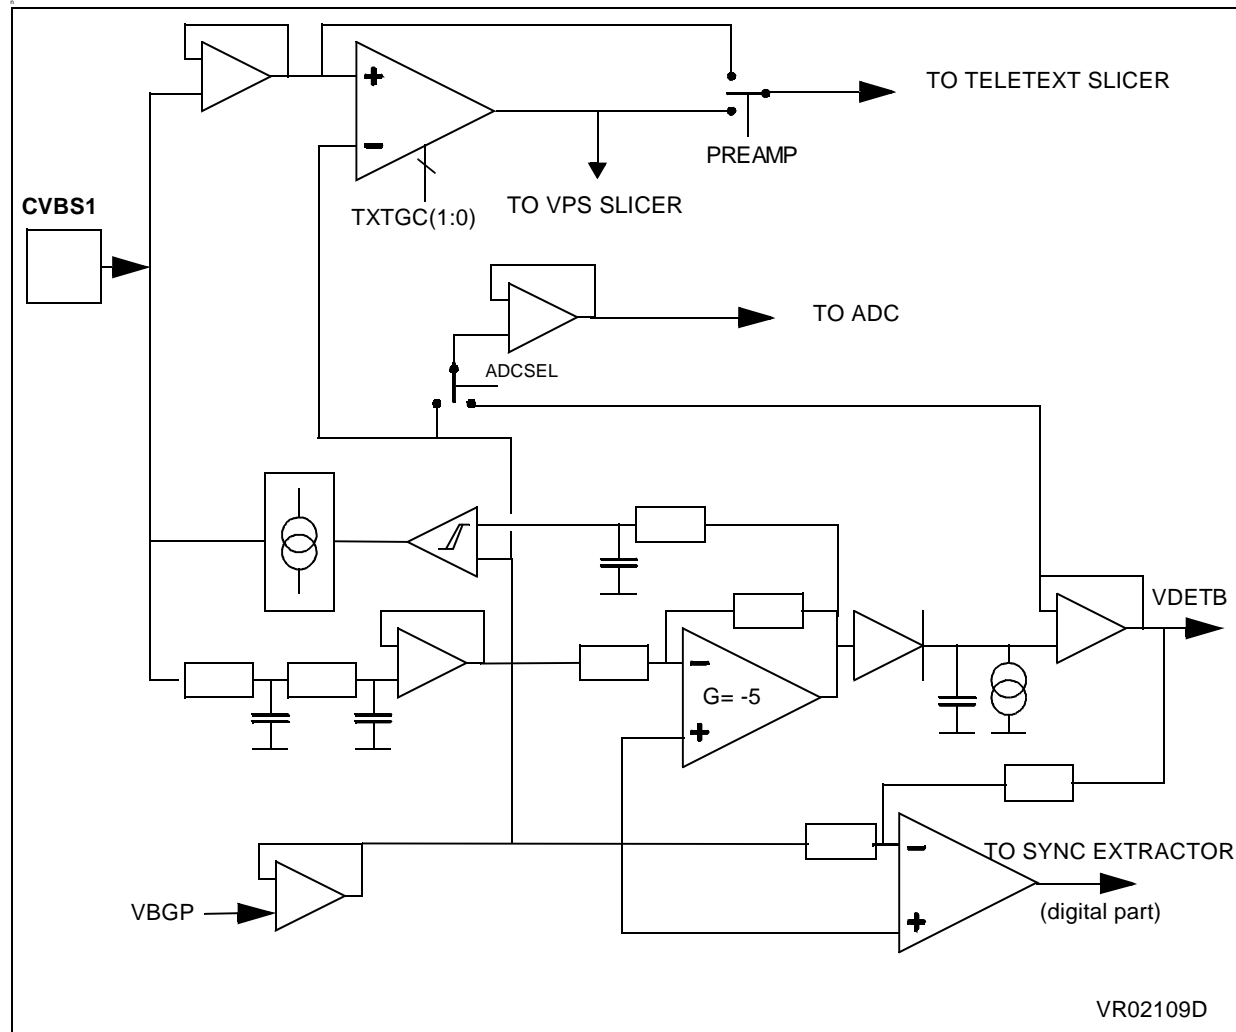 TO TELETEXT SLICER
PREAMP
TXTGC(1:0)
TO VPS SLICER
CVBS1
TO ADC
ADCSEL
VDETB
G= -5
TO SYNC EXTRACTOR
(digital part)
VBGP
VR02109D